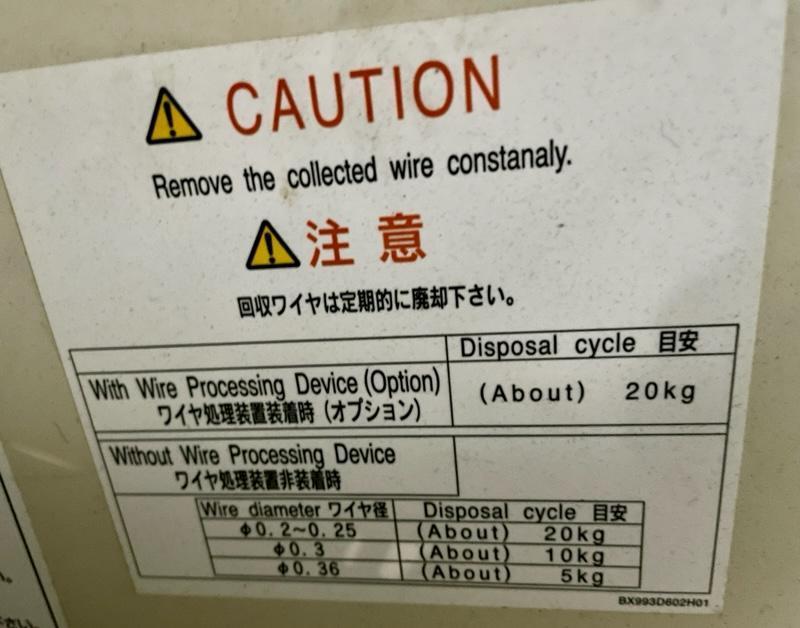 CAUTION
Remove the collected wire constanaly.
注意
回収ワイヤは定期的に廃却下さい。
Disposal cycle 目安
With Wire Processing Device (Option)
ワイヤ処理装置装着時 (オプション)
(About) 20kg
Without Wire Processing Device
ワイヤ処理装置非装着時
Wire diameter ワイヤ径 Disposal cycle 目安
φ0.2~0.25 (About) 20kg
φ0.3 (About) 10kg
φ0.36 (About) 5kg
BX993D602H01